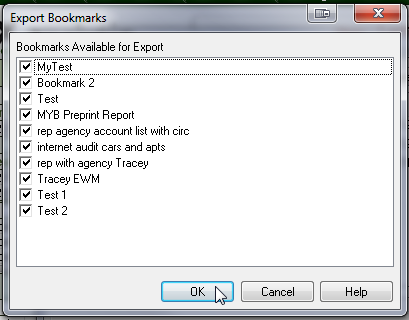 Export Bookmarks
Bookmarks Available for Export
MyTest
Bookmark 2
Test
MYB Preprint Report
rep agency account list with circ
internet audit cars and apts
rep with agency Tracey
Tracey EWM
Test 1
Test 2
OK Cancel Help